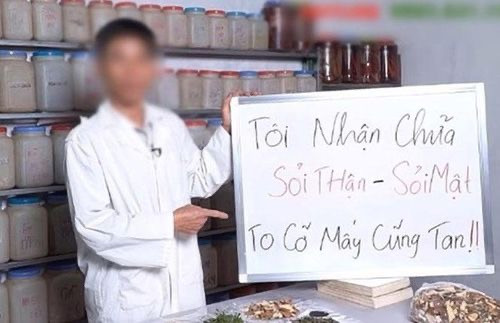 Tôi Nhận Chữa
Sỏi THận - Sỏi Mật
To Cỡ Mấy Cũng Tan!!